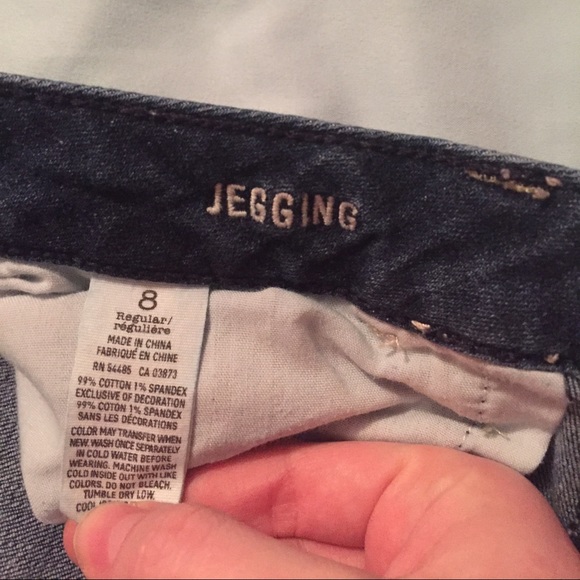 JEGGING
8
Regular/
régulière
MADE IN CHINA
FABRIQUÉ EN CHINE
RN 54485 CA 03873
99% COTTON 1% SPANDEX
EXCLUSIVE OF DECORATION
99% COTON 1% SPANDEX
SANS LES DÉCORATIONS
COLOR MAY TRANSFER WHEN
NEW. WASH ONCE SEPARATELY
IN COLD WATER BEFORE
WEARING. MACHINE WASH
COLD INSIDE OUT WITH LIKE
COLORS. DO NOT BLEACH.
TUMBLE DRY LOW.